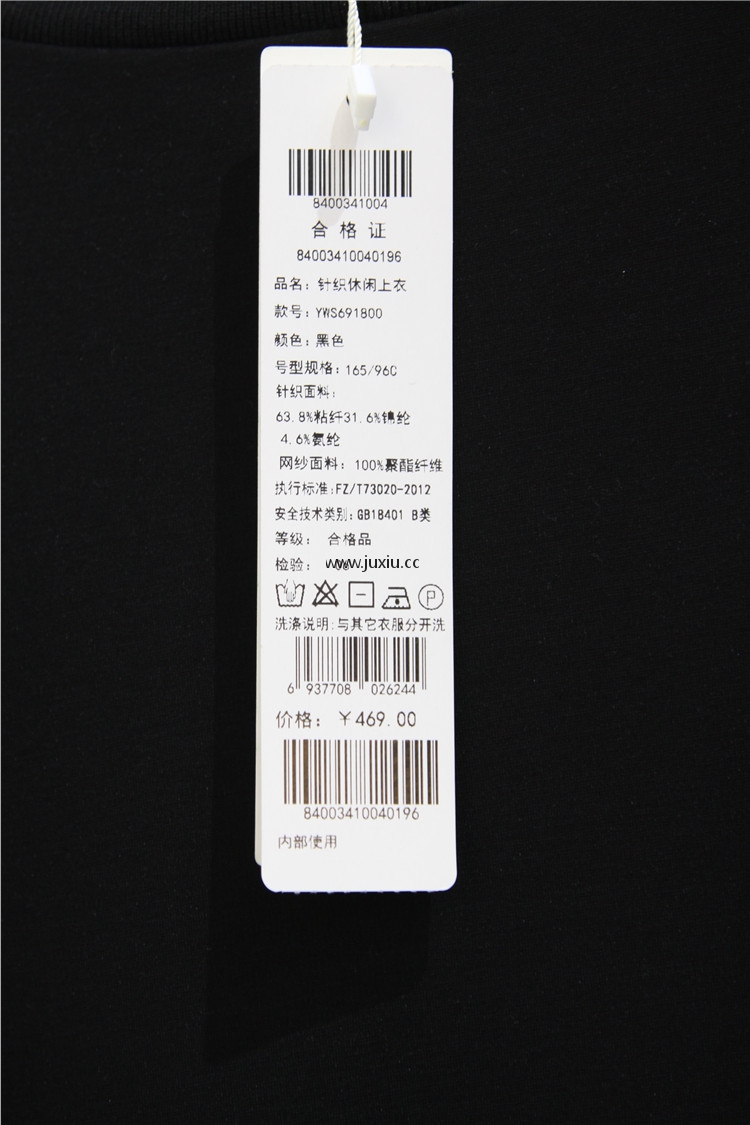 8400341004
合格证
84003410040196
品名：针织休闲上衣
款号：YWS691800
颜色：黑色
号型规格：165/96C
针织面料：
63.8%粘纤31.6%锦纶
4.6%氨纶
网纱面料：100%聚酯纤维
执行标准:FZ/T73020-2012
安全技术类别：GB18401 B类
等级： 合格品
检验：
www.juxiu.cc
P
洗涤说明:与其它衣服分开洗
6 937708 026244
价格：￥469.00
84003410040196
内部使用